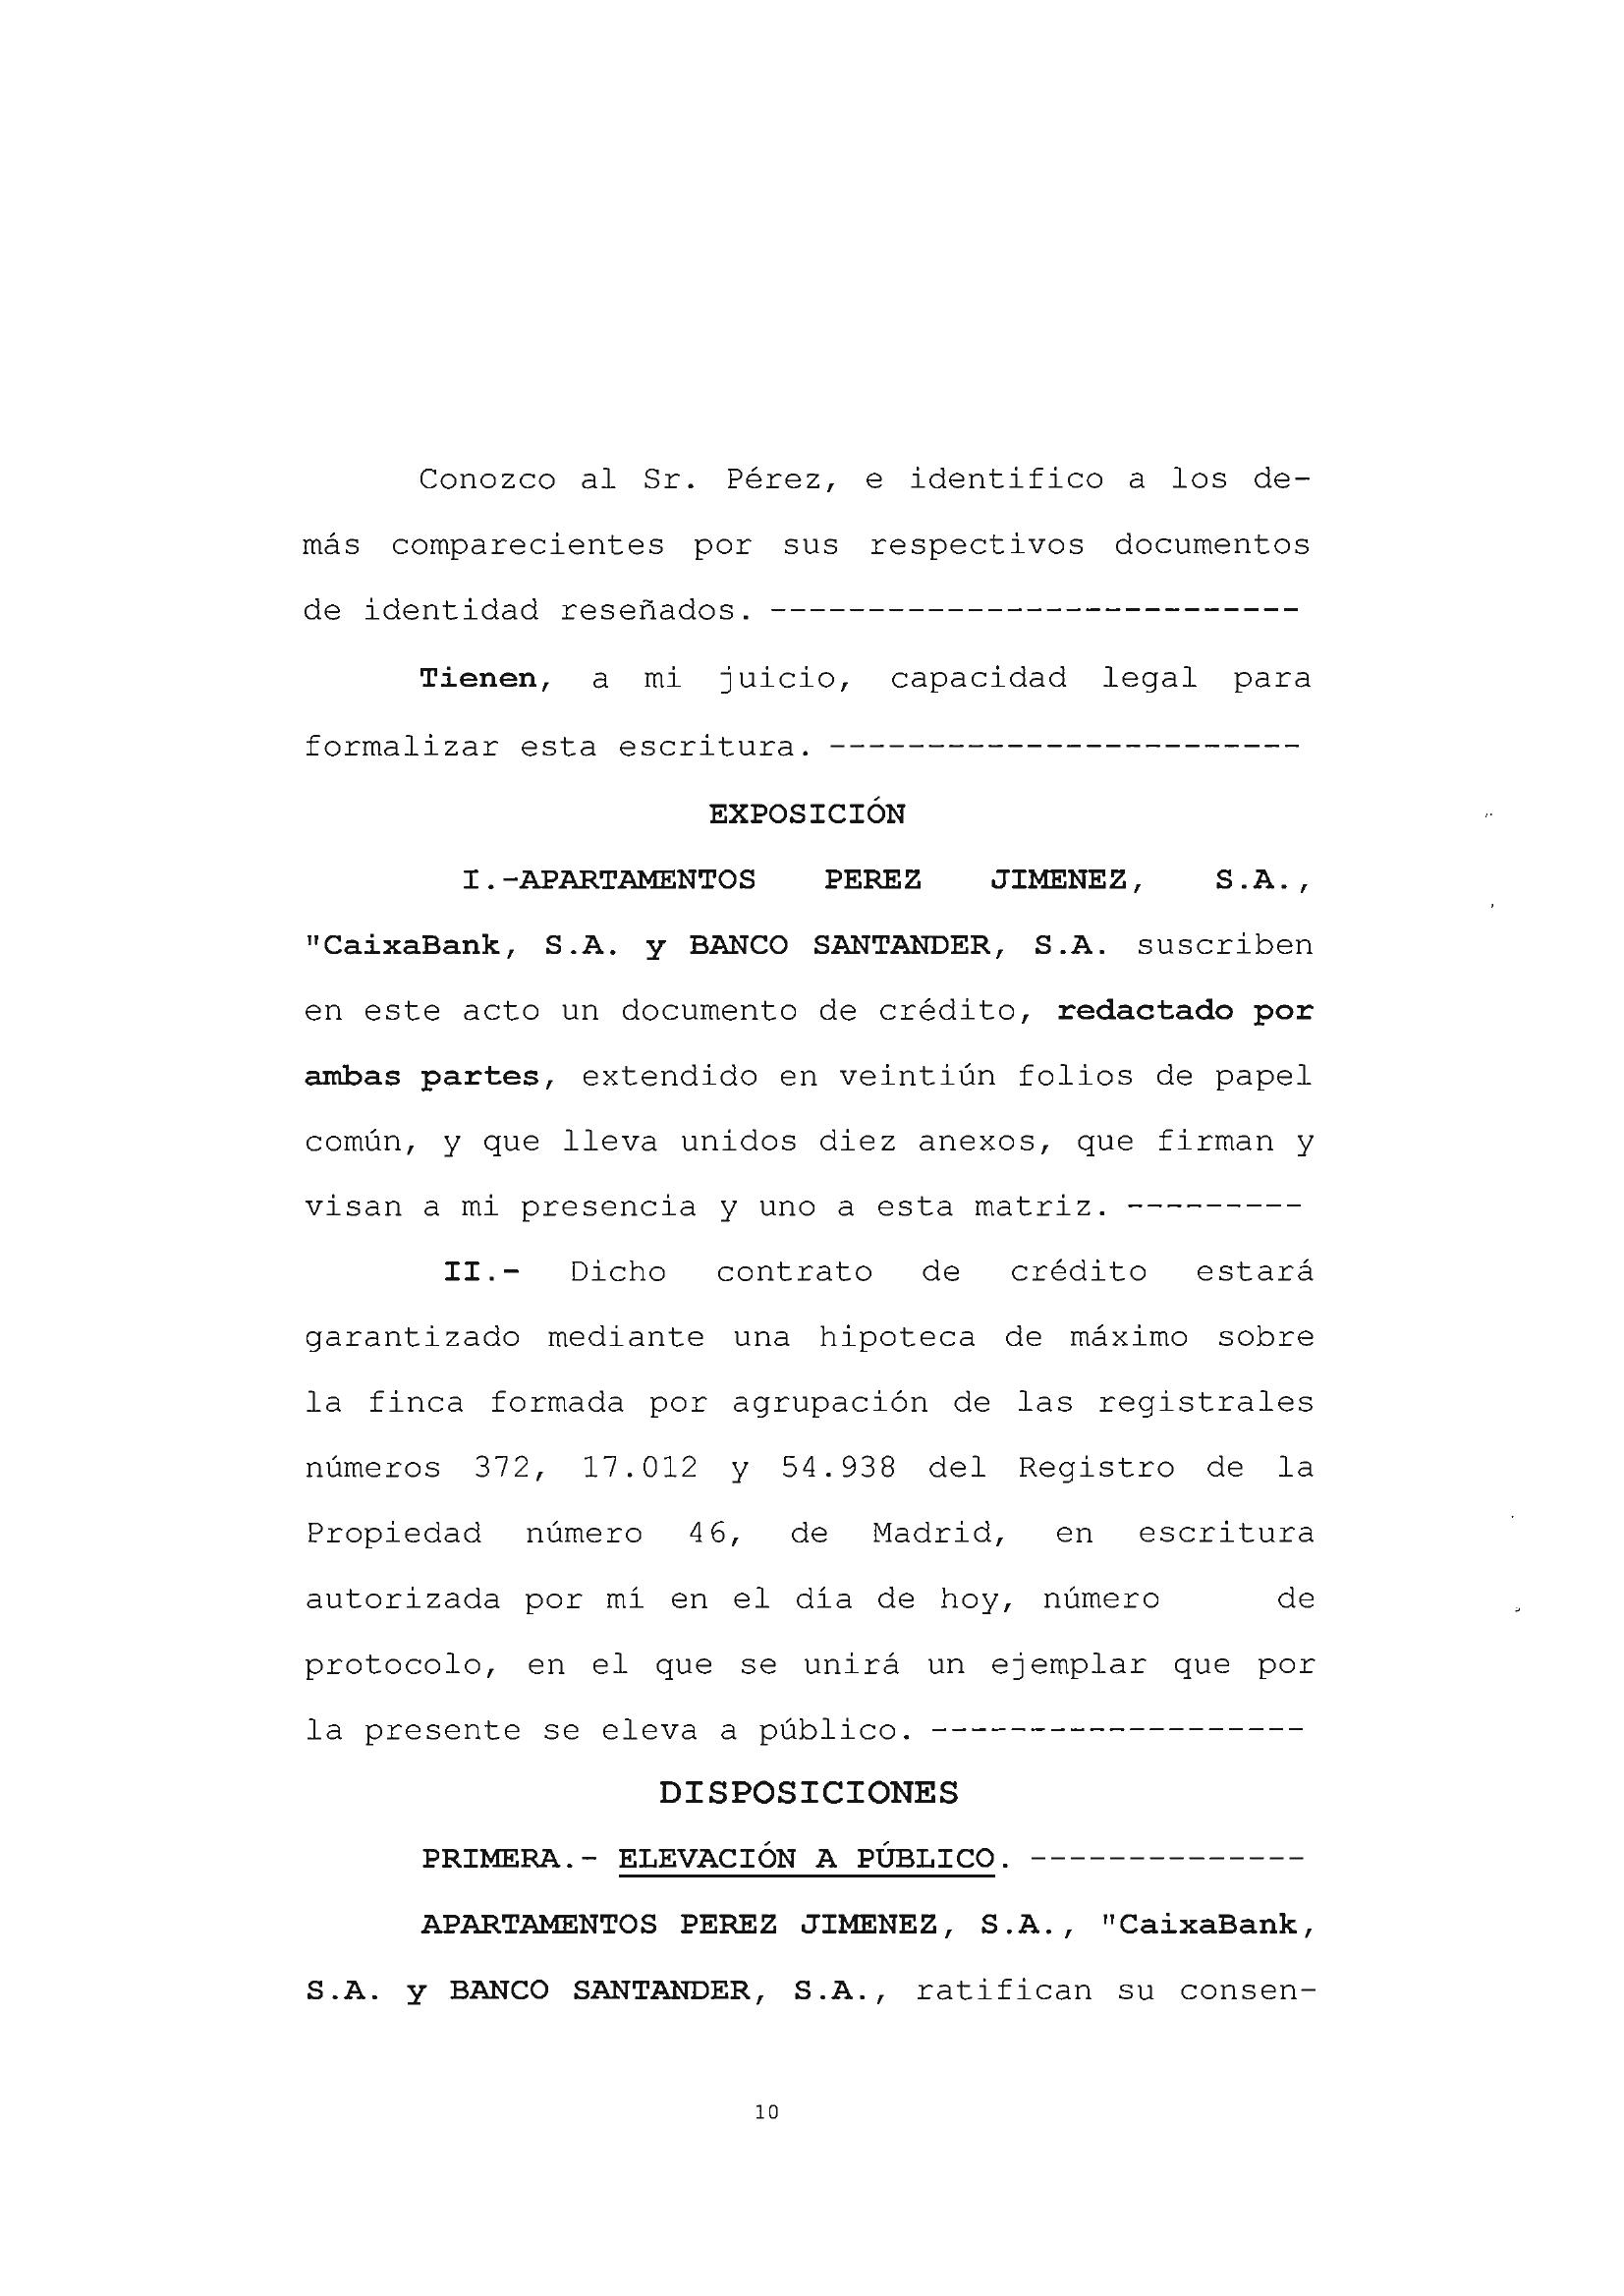 Conozco al Sr. Pérez, e identifico a los de-
más comparecientes por sus respectivos documentos
de identidad reseñados. ---------------------------
Tienen, a mi juicio, capacidad legal para
formalizar esta escritura. ------------------------
EXPOSICIÓN
I.-APARTAMENTOS PEREZ JIMENEZ, S.A.,
"CaixaBank, S.A. y BANCO SANTANDER, S.A. suscriben
en este acto un documento de crédito, redactado por
ambas partes, extendido en veintiún folios de papel
común, y que lleva unidos diez anexos, que firman y
visan a mi presencia y uno a esta matriz. ---------
II.- Dicho contrato de crédito estará
garantizado mediante una hipoteca de máximo sobre
la finca formada por agrupación de las registrales
números 372, 17.012 y 54.938 del Registro de la
Propiedad número 46, de Madrid, en escritura
autorizada por mí en el día de hoy, número de
protocolo, en el que se unirá un ejemplar que por
la presente se eleva a público. -------------------
DISPOSICIONES
PRIMERA.- ELEVACIÓN A PÚBLICO. --------------
APARTAMENTOS PEREZ JIMENEZ, S.A., "CaixaBank,
S.A. y BANCO SANTANDER, S.A., ratifican su consen-
10